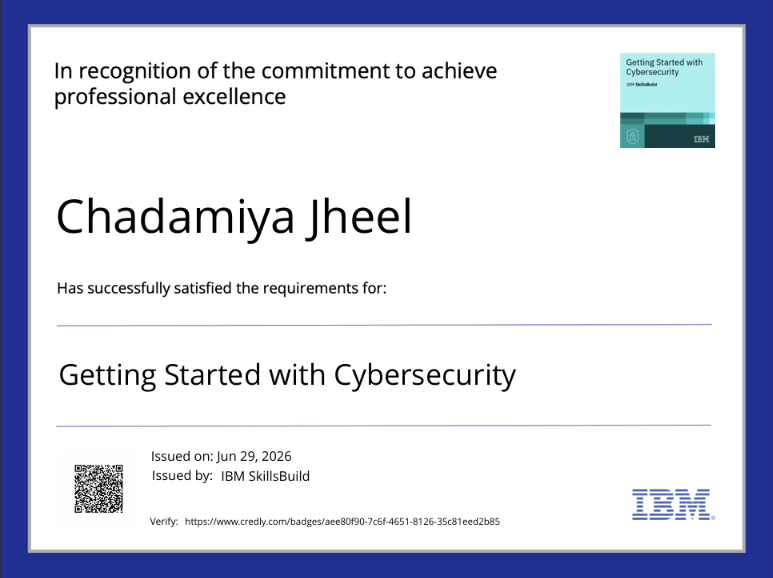 In recognition of the commitment to achieve
professional excellence
Getting Started with
Cybersecurity
IBM SkillsBuild
IBM
Chadamiya Jheel
Has successfully satisfied the requirements for:
Getting Started with Cybersecurity
Issued on: Jun 29, 2026
Issued by: IBM SkillsBuild
Verify: https://www.credly.com/badges/aee80f90-7c6f-4651-8126-35c81eed2b85
IBM®